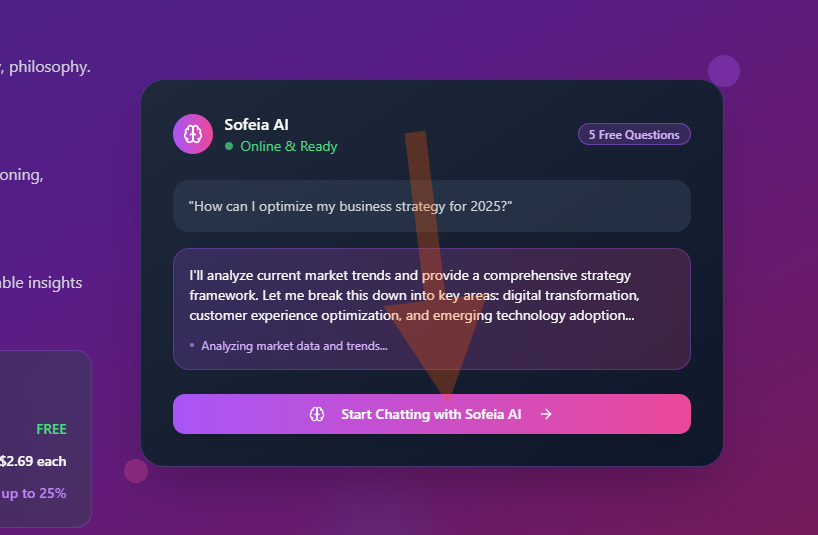 , philosophy.
Sofeia AI
Online & Ready
5 Free Questions
oning,
"How can I optimize my business strategy for 2025?"
able insights
I'll analyze current market trends and provide a comprehensive strategy
framework. Let me break this down into key areas: digital transformation,
customer experience optimization, and emerging technology adoption...
Analyzing market data and trends...
FREE
Start Chatting with Sofeia AI
$2.69 each
up to 25%